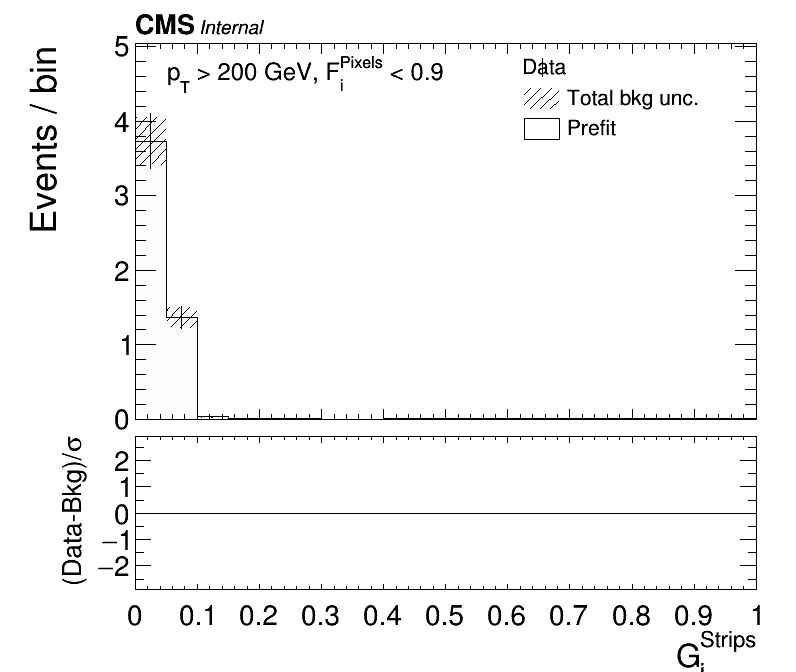 CMS Internal
p_T > 200 GeV, F_i^Pixels < 0.9
Data
Total bkg unc.
Prefit
Events / bin
5
4
3
2
1
0
(Data-Bkg)/σ
2
1
0
−1
−2
0 0.1 0.2 0.3 0.4 0.5 0.6 0.7 0.8 0.9 1
G_i^Strips